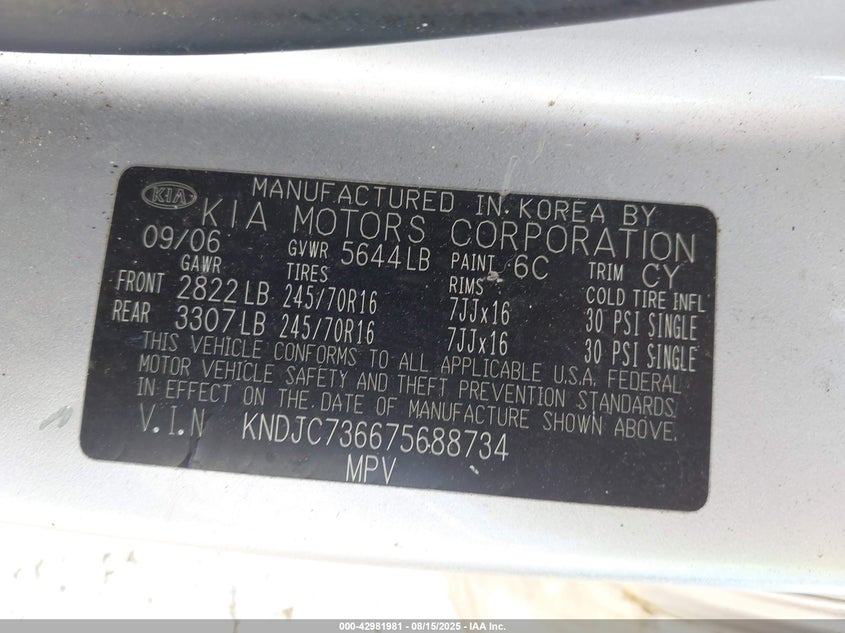 KIA
MANUFACTURED IN KOREA BY
KIA MOTORS CORPORATION
09/06 GVWR 5644LB PAINT 6C TRIM CY
GAWR TIRES RIMS COLD TIRE INFL
FRONT 2822LB 245/70R16 7JJx16 30 PSI SINGLE
REAR 3307LB 245/70R16 7JJx16 30 PSI SINGLE
THIS VEHICLE CONFORMS TO ALL APPLICABLE U.S.A. FEDERAL
MOTOR VEHICLE SAFETY AND THEFT PREVENTION STANDARDS
IN EFFECT ON THE DATE OF MANUFACTURE SHOWN ABOVE.
V.I.N KNDJC736675688734
MPV
000-42981981 - 08/15/2025 - IAA Inc.